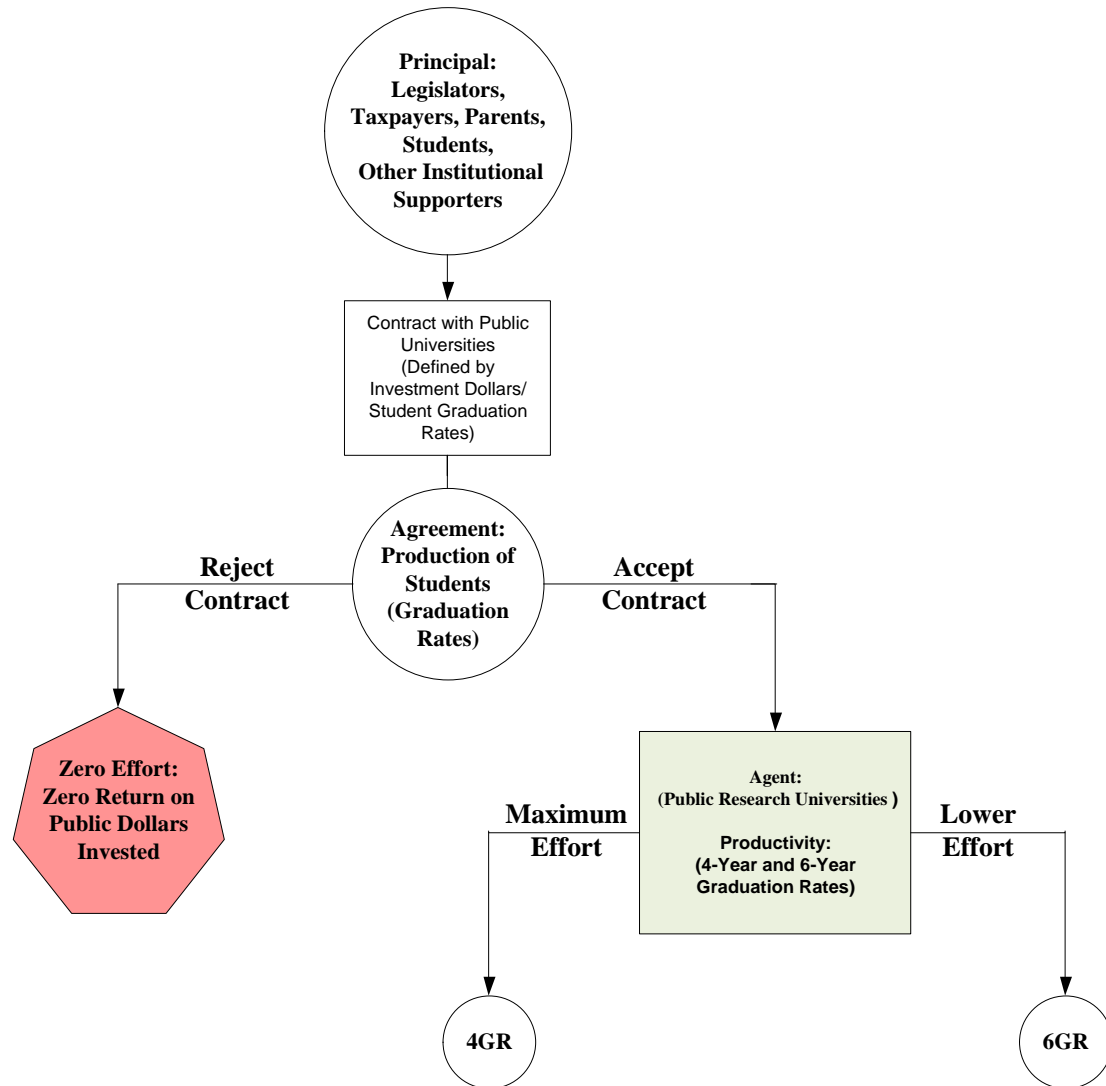 Principal:
Legislators,
Taxpayers, Parents,
Students,
Other Institutional
Supporters
Contract with Public
Universities
(Defined by
Investment Dollars/
Student Graduation
Rates)
Agreement:
Production of
Students
(Graduation
Rates)
Reject
Contract
Accept
Contract
Zero Effort:
Zero Return on
Public Dollars
Invested
Agent:
(Public Research Universities )
Productivity:
(4-Year and 6-Year
Graduation Rates)
Maximum
Effort
Lower
Effort
4GR
6GR